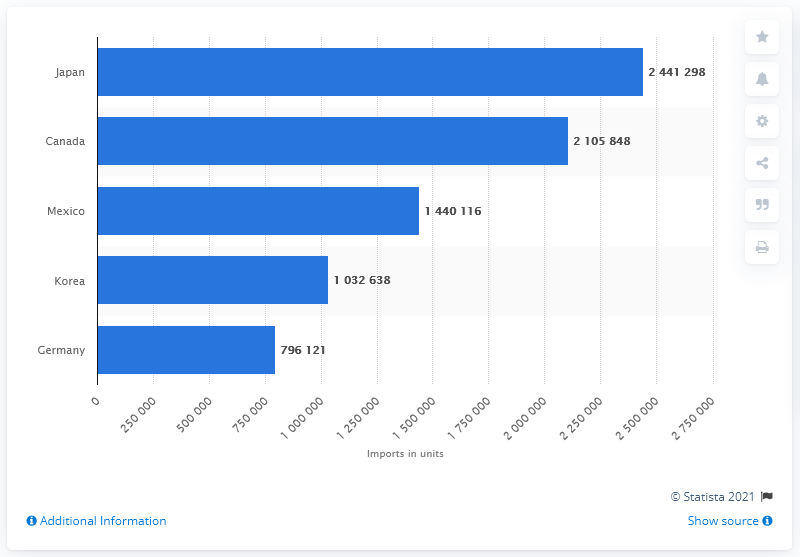 Japan 2 441 298
Canada 2 105 848
Mexico 1 440 116
Korea 1 032 638
Germany 796 121
0 250 000 500 000 750 000 1 000 000 1 250 000 1 500 000 1 750 000 2 000 000 2 250 000 2 500 000 2 750 000
Imports in units
© Statista 2021
Additional Information Show source